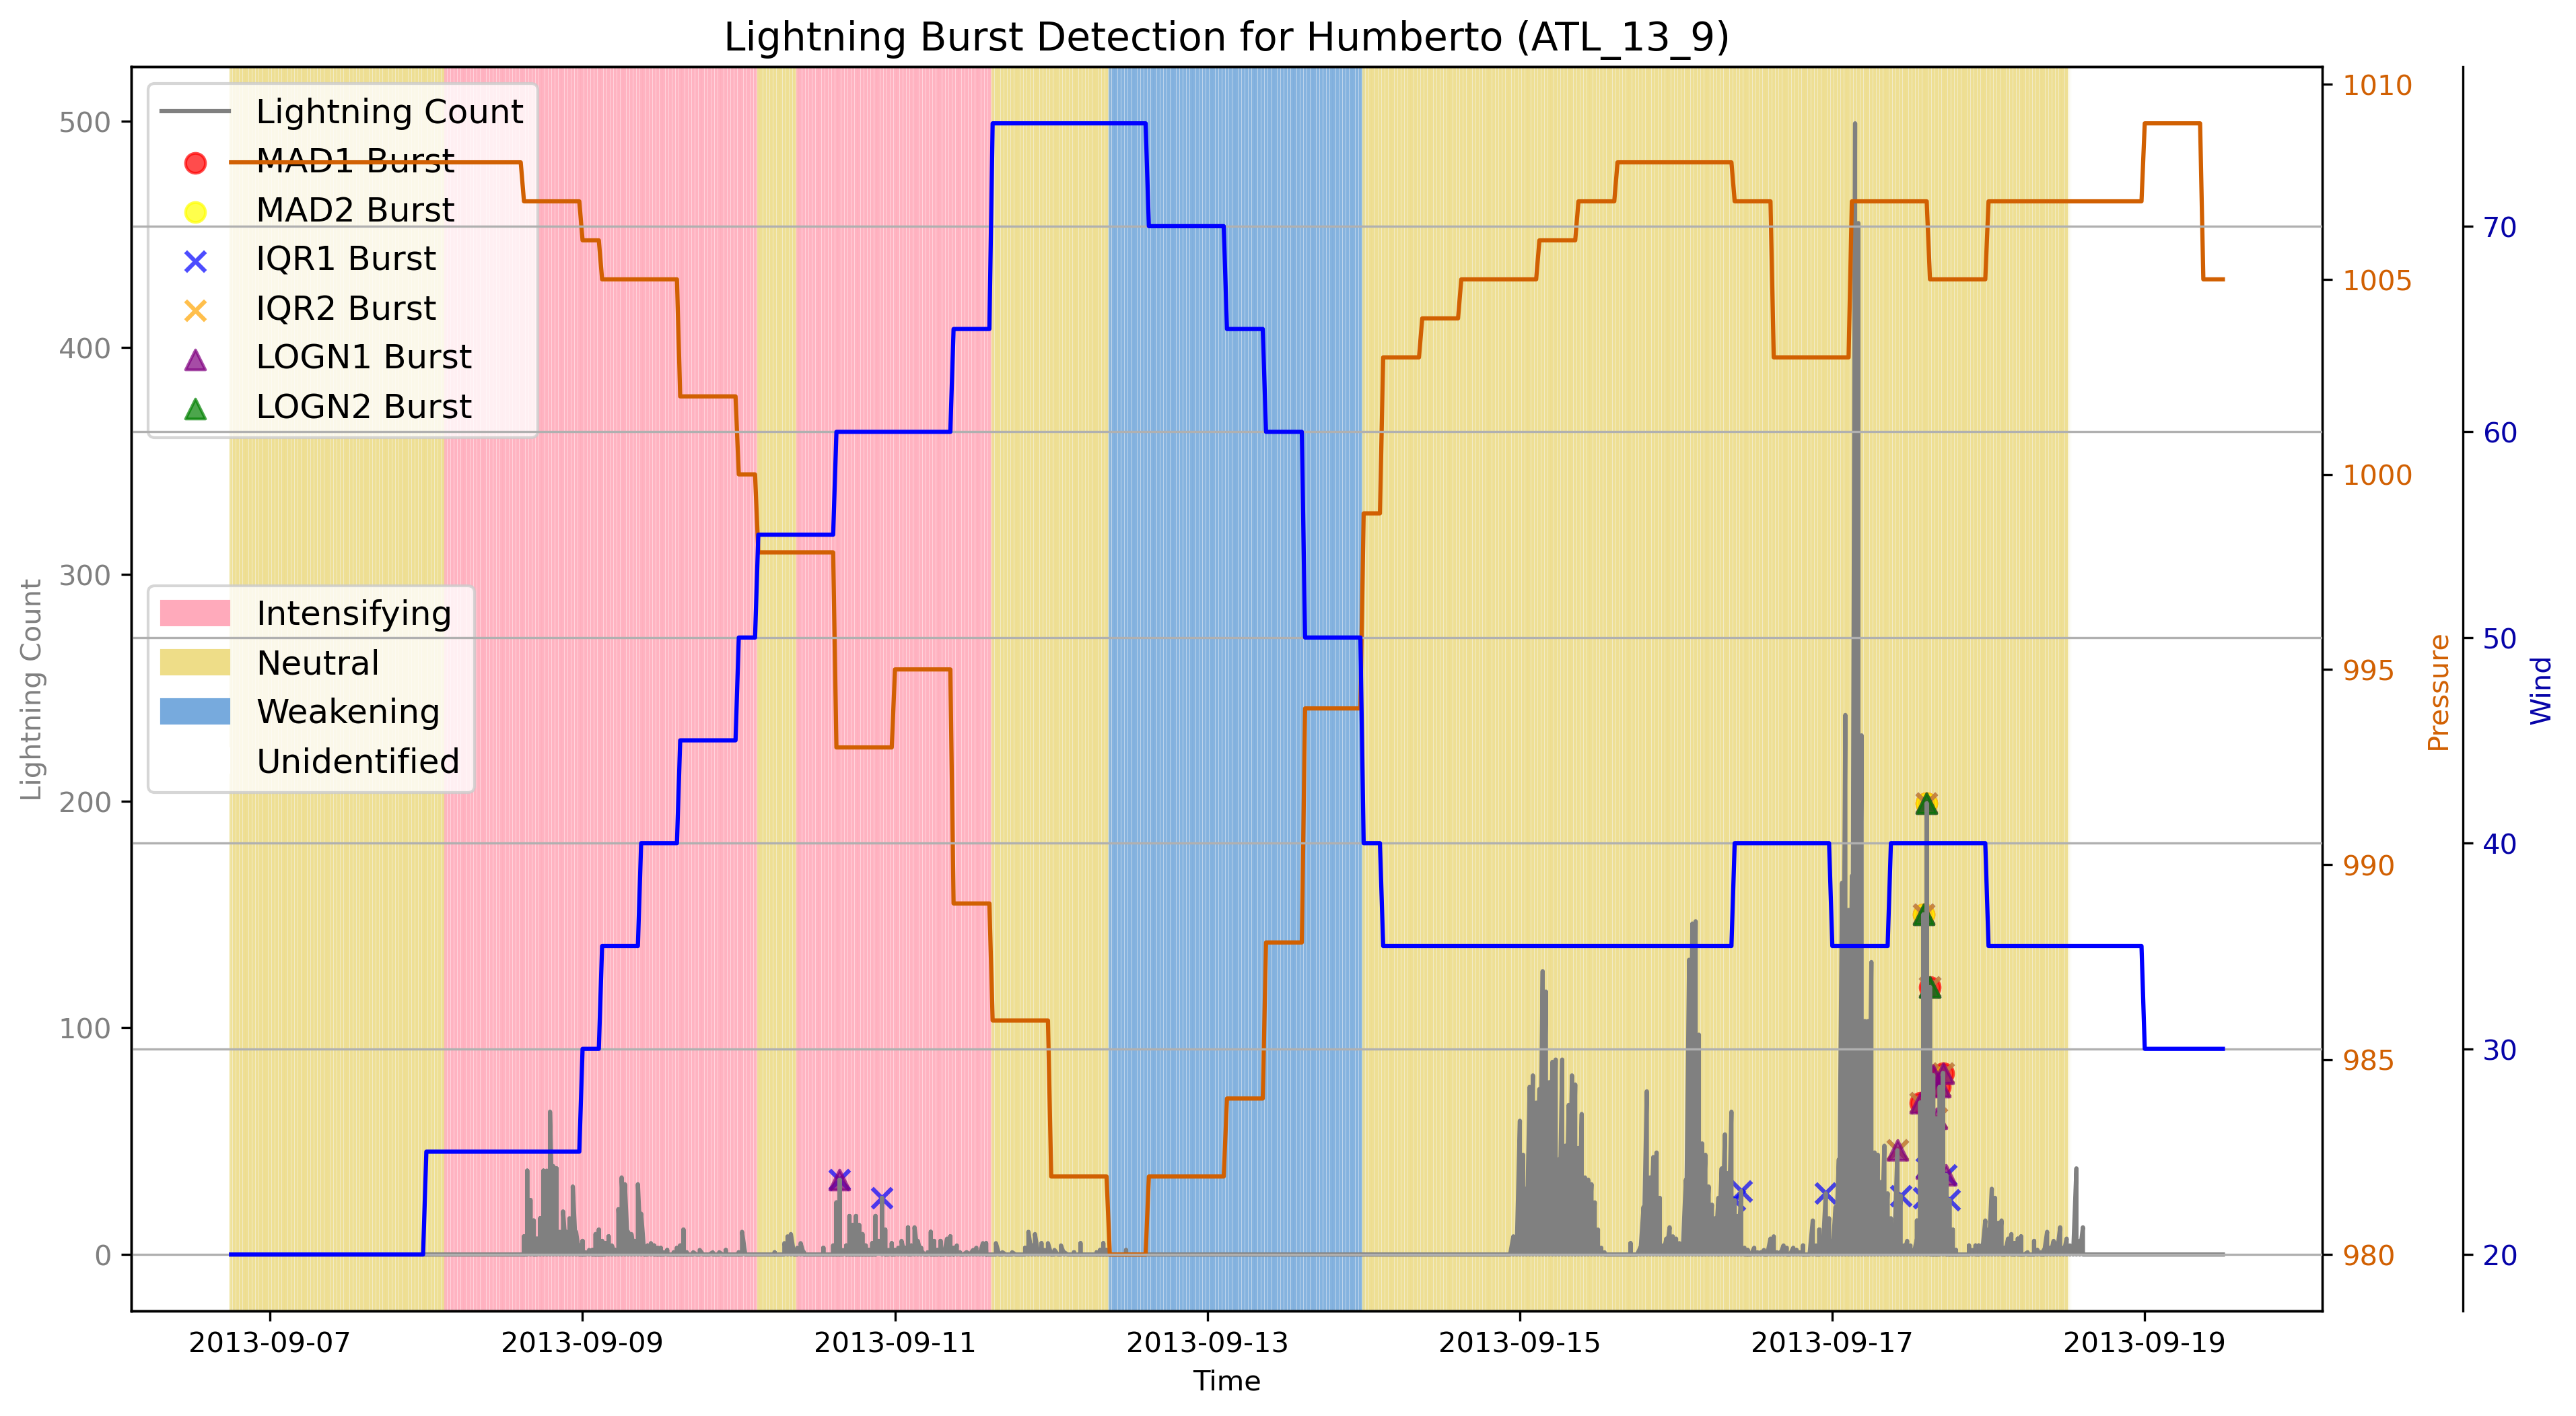 Lightning Burst Detection for Humberto (ATL_13_9)
Lightning Count
MAD1 Burst
MAD2 Burst
IQR1 Burst
IQR2 Burst
LOGN1 Burst
LOGN2 Burst
Intensifying
Neutral
Weakening
Unidentified
500
400
300
200
100
0
Lightning Count
1010
1005
1000
995
990
985
980
Pressure
70
60
50
40
30
20
Wind
2013-09-07
2013-09-09
2013-09-11
2013-09-13
2013-09-15
2013-09-17
2013-09-19
Time